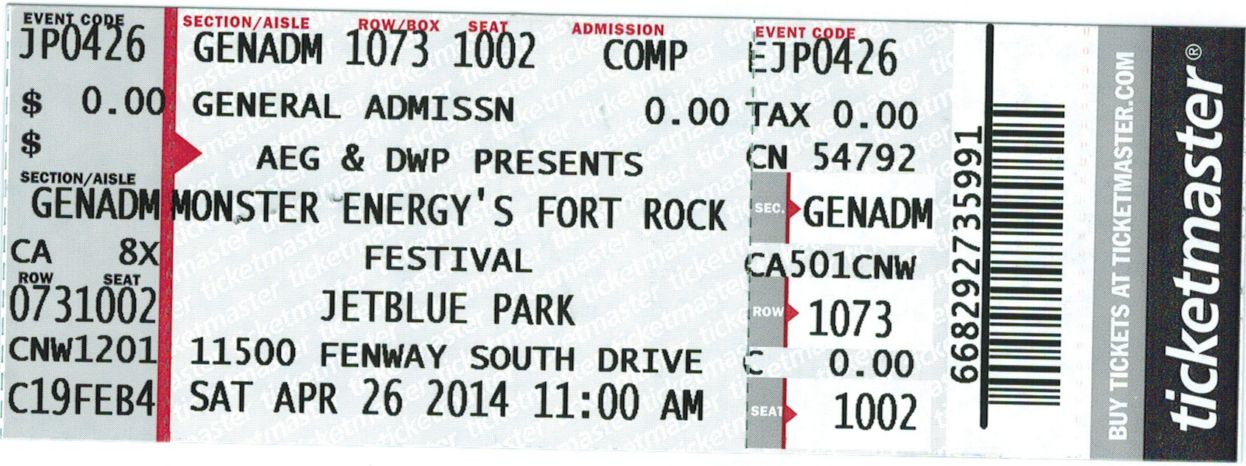 EVENT CODE
JP0426
$ 0.00
$
SECTION/AISLE
GENADM
CA 8X
ROW SEAT
0731002
CNW1201
C19FEB4
SECTION/AISLE ROW/BOX SEAT ADMISSION
GENADM 1073 1002 COMP
GENERAL ADMISSN 0.00
AEG & DWP PRESENTS
MONSTER ENERGY'S FORT ROCK
FESTIVAL
JETBLUE PARK
11500 FENWAY SOUTH DRIVE
SAT APR 26 2014 11:00 AM
EVENT CODE
EJP0426
TAX 0.00
CN 54792
SEC. GENADM
CA501CNW
ROW 1073
C 0.00
SEAT 1002
668292735991
BUY TICKETS AT TICKETMASTER.COM
ticketmaster®